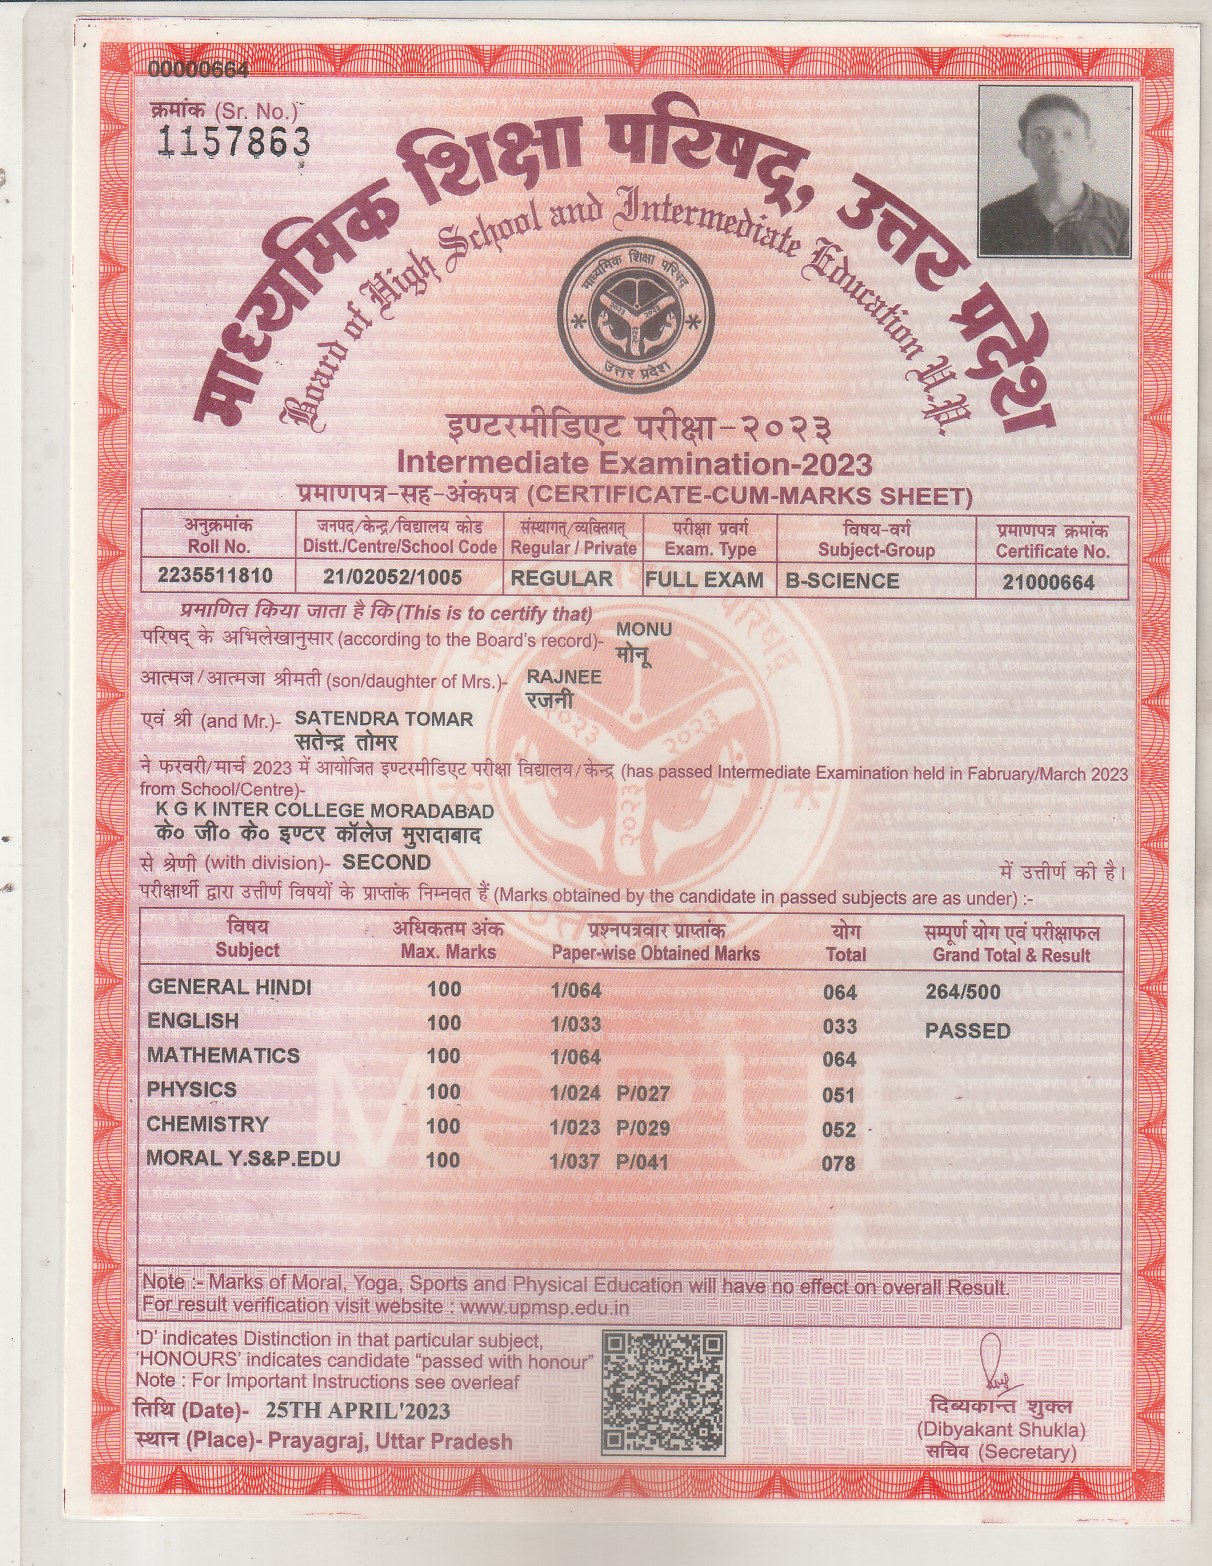 00000664
क्रमांक (Sr. No.)
1157863
माध्यमिक शिक्षा परिषद्, उत्तर प्रदेश
Board of High School and Intermediate Education U.P.
माध्यमिक शिक्षा परिषद
उत्तर प्रदेश
इण्टरमीडिएट परीक्षा-२०२३
Intermediate Examination-2023
प्रमाणपत्र-सह-अंकपत्र (CERTIFICATE-CUM-MARKS SHEET)
अनुक्रमांक जनपद/केन्द्र/विद्यालय कोड संस्थागत्/व्यक्तिगत् परीक्षा प्रवर्ग विषय-वर्ग प्रमाणपत्र क्रमांक
Roll No. Distt./Centre/School Code Regular / Private Exam. Type Subject-Group Certificate No.
2235511810 21/02052/1005 REGULAR FULL EXAM B-SCIENCE 21000664
प्रमाणित किया जाता है कि (This is to certify that)
परिषद् के अभिलेखानुसार (according to the Board's record)- MONU
मोनू
आत्मज/आत्मजा श्रीमती (son/daughter of Mrs.)- RAJNEE
रजनी
एवं श्री (and Mr.)- SATENDRA TOMAR
सतेन्द्र तोमर
ने फरवरी/मार्च 2023 में आयोजित इण्टरमीडिएट परीक्षा विद्यालय/केन्द्र (has passed Intermediate Examination held in Fabruary/March 2023
from School/Centre)-
K G K INTER COLLEGE MORADABAD
के० जी० के० इण्टर कॉलेज मुरादाबाद
से श्रेणी (with division)- SECOND में उत्तीर्ण की है।
परीक्षार्थी द्वारा उत्तीर्ण विषयों के प्राप्तांक निम्नवत हैं (Marks obtained by the candidate in passed subjects are as under) :-
विषय अधिकतम अंक प्रश्नपत्रवार प्राप्तांक योग सम्पूर्ण योग एवं परीक्षाफल
Subject Max. Marks Paper-wise Obtained Marks Total Grand Total & Result
GENERAL HINDI 100 1/064 064 264/500
ENGLISH 100 1/033 033 PASSED
MATHEMATICS 100 1/064 064
PHYSICS 100 1/024 P/027 051
CHEMISTRY 100 1/023 P/029 052
MORAL Y.S&P.EDU 100 1/037 P/041 078
Note :- Marks of Moral, Yoga, Sports and Physical Education will have no effect on overall Result.
For result verification visit website : www.upmsp.edu.in
'D' indicates Distinction in that particular subject,
'HONOURS' indicates candidate "passed with honour"
Note : For Important Instructions see overleaf
तिथि (Date)- 25TH APRIL'2023
स्थान (Place)- Prayagraj, Uttar Pradesh
दिब्यकान्त शुक्ल
(Dibyakant Shukla)
सचिव (Secretary)